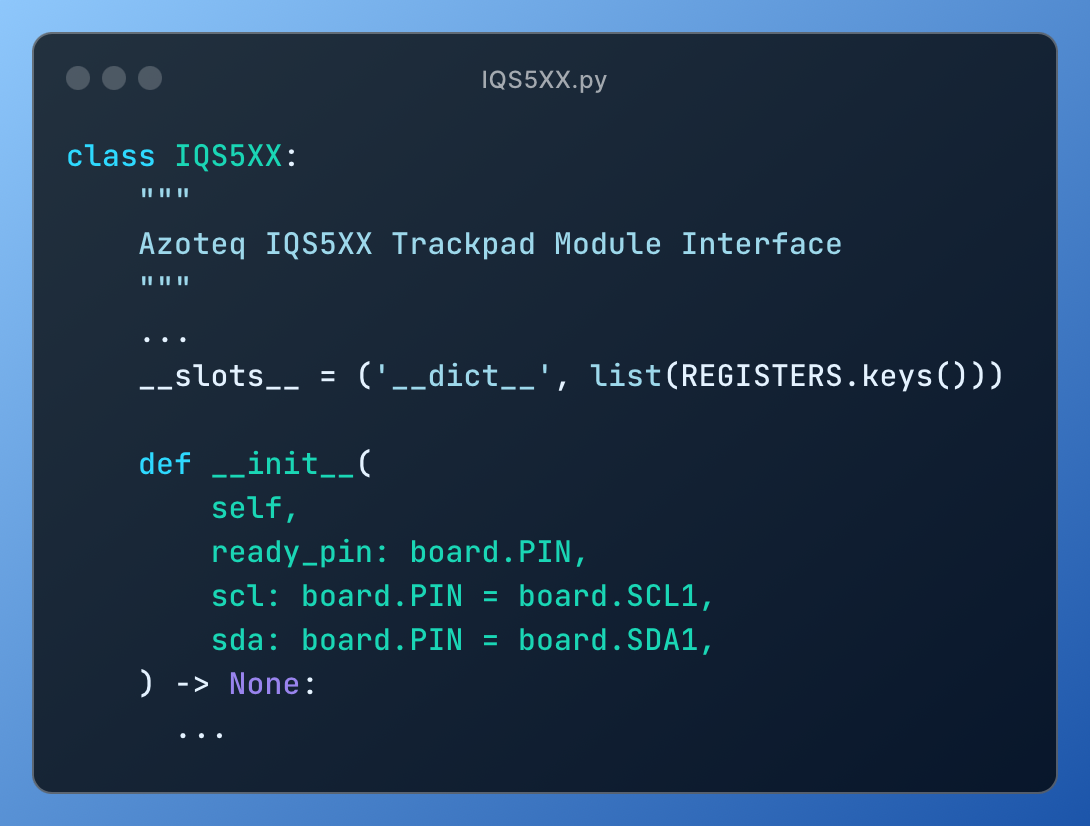 IQS5XX.py
class IQS5XX:
    """
    Azoteq IQS5XX Trackpad Module Interface
    """
    ...
    __slots__ = ('__dict__', list(REGISTERS.keys()))

    def __init__(
        self,
        ready_pin: board.PIN,
        scl: board.PIN = board.SCL1,
        sda: board.PIN = board.SDA1,
    ) -> None:
      ...